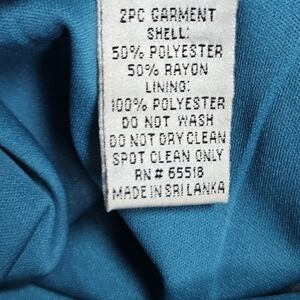 2PC GARMENT
SHELL:
50% POLYESTER
50% RAYON
LINING:
100% POLYESTER
DO NOT WASH
DO NOT DRY CLEAN
SPOT CLEAN ONLY
RN# 65518
MADE IN SRI LANKA